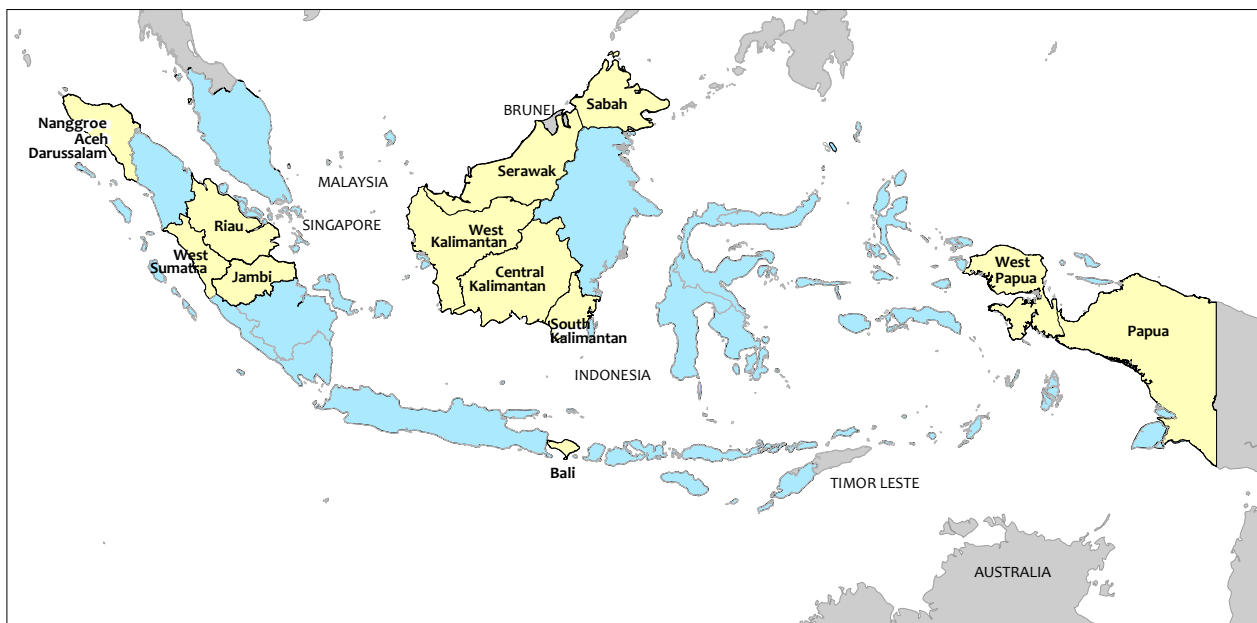 BRUNEI
Sabah
Nanggroe
Aceh
Darussalam
Serawak
MALAYSIA
SINGAPORE
Riau
West
Kalimantan
West
Sumatra
Jambi
Central
Kalimantan
West
Papua
South
Kalimantan
Papua
INDONESIA
Bali
TIMOR LESTE
AUSTRALIA